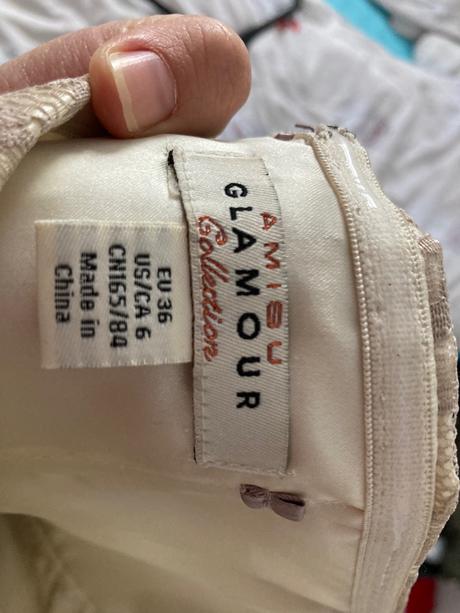 AMISU
GLAMOUR
Collection
EU 36
US/CA 6
CN165/84
Made in
China